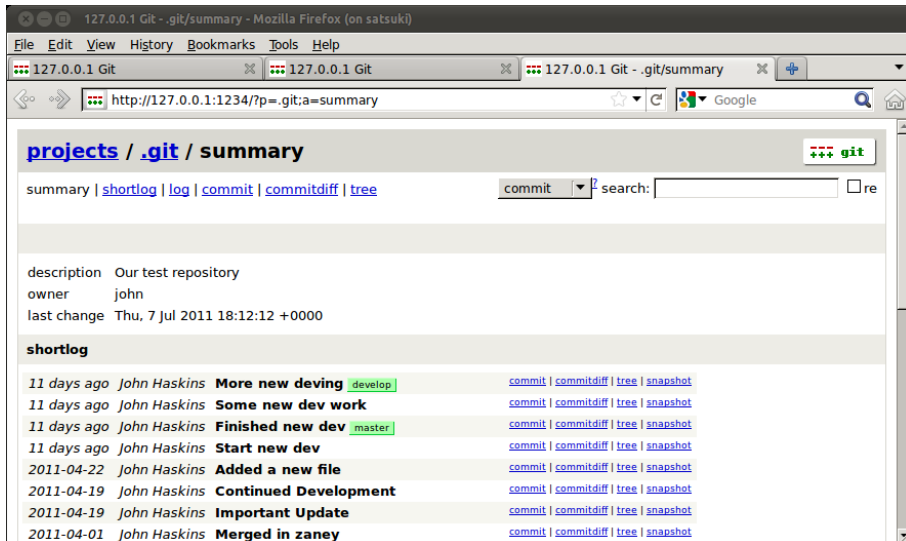 127.0.0.1 Git - .git/summary - Mozilla Firefox (on satsuki)
File Edit View History Bookmarks Tools Help
127.0.0.1 Git 127.0.0.1 Git 127.0.0.1 Git - .git/summary
http://127.0.0.1:1234/?p=.git;a=summary Google
projects / .git / summary git
summary | shortlog | log | commit | commitdiff | tree commit ? search: re
description Our test repository
owner john
last change Thu, 7 Jul 2011 18:12:12 +0000
shortlog
11 days ago John Haskins More new deving develop commit | commitdiff | tree | snapshot
11 days ago John Haskins Some new dev work commit | commitdiff | tree | snapshot
11 days ago John Haskins Finished new dev master commit | commitdiff | tree | snapshot
11 days ago John Haskins Start new dev commit | commitdiff | tree | snapshot
2011-04-22 John Haskins Added a new file commit | commitdiff | tree | snapshot
2011-04-19 John Haskins Continued Development commit | commitdiff | tree | snapshot
2011-04-19 John Haskins Important Update commit | commitdiff | tree | snapshot
2011-04-01 John Haskins Merged in zaney commit | commitdiff | tree | snapshot